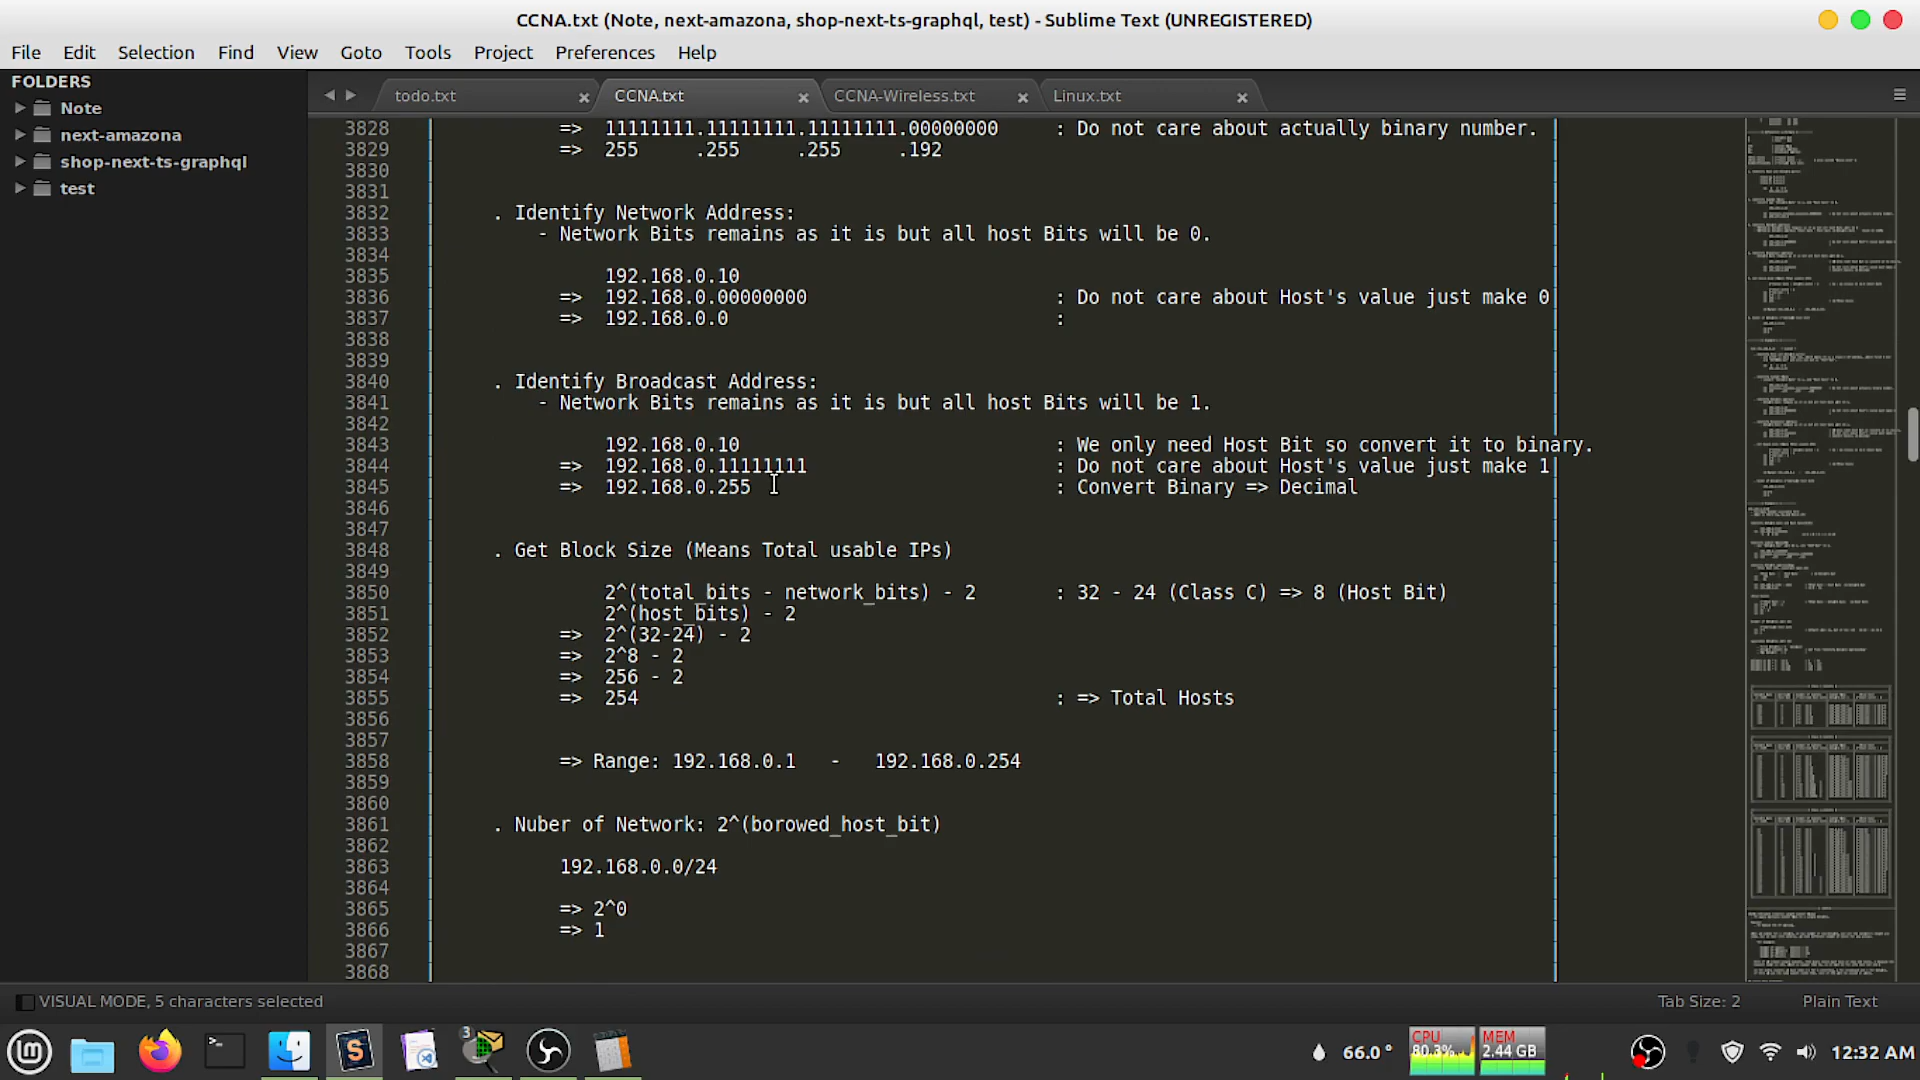 CCNA.txt (Note, next-amazona, shop-next-ts-graphql, test) - Sublime Text (UNREGISTERED)
File Edit Selection Find View Goto Tools Project Preferences Help
FOLDERS
Note
next-amazona
shop-next-ts-graphql
test
todo.txt CCNA.txt CCNA-Wireless.txt Linux.txt
3828 => 11111111.11111111.11111111.00000000 : Do not care about actually binary number.
3829 => 255 .255 .255 .192
3830
3831
3832 . Identify Network Address:
3833 - Network Bits remains as it is but all host Bits will be 0.
3834
3835 192.168.0.10
3836 => 192.168.0.00000000 : Do not care about Host's value just make 0
3837 => 192.168.0.0 :
3838
3839
3840 . Identify Broadcast Address:
3841 - Network Bits remains as it is but all host Bits will be 1.
3842
3843 192.168.0.10 : We only need Host Bit so convert it to binary.
3844 => 192.168.0.11111111 : Do not care about Host's value just make 1
3845 => 192.168.0.255 : Convert Binary => Decimal
3846
3847
3848 . Get Block Size (Means Total usable IPs)
3849
3850 2^(total_bits - network_bits) - 2 : 32 - 24 (Class C) => 8 (Host Bit)
3851 2^(host_bits) - 2
3852 => 2^(32-24) - 2
3853 => 2^8 - 2
3854 => 256 - 2
3855 => 254 : => Total Hosts
3856
3857
3858 => Range: 192.168.0.1 - 192.168.0.254
3859
3860
3861 . Nuber of Network: 2^(borowed_host_bit)
3862
3863 192.168.0.0/24
3864
3865 => 2^0
3866 => 1
3867
3868
VISUAL MODE, 5 characters selected Tab Size: 2 Plain Text
3 66.0 ° CPU 80.3% MEM 2.44 GB 12:32 AM